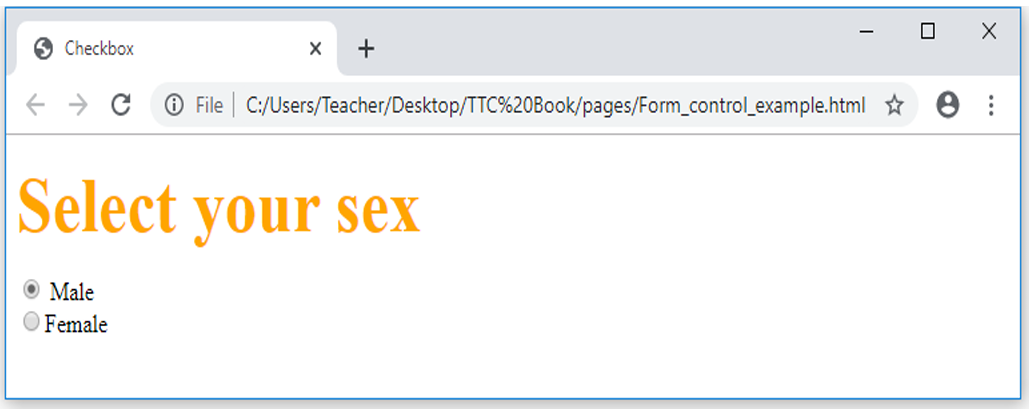 Checkbox
File C:/Users/Teacher/Desktop/TTC%20Book/pages/Form_control_example.html
Select your sex
Male
Female